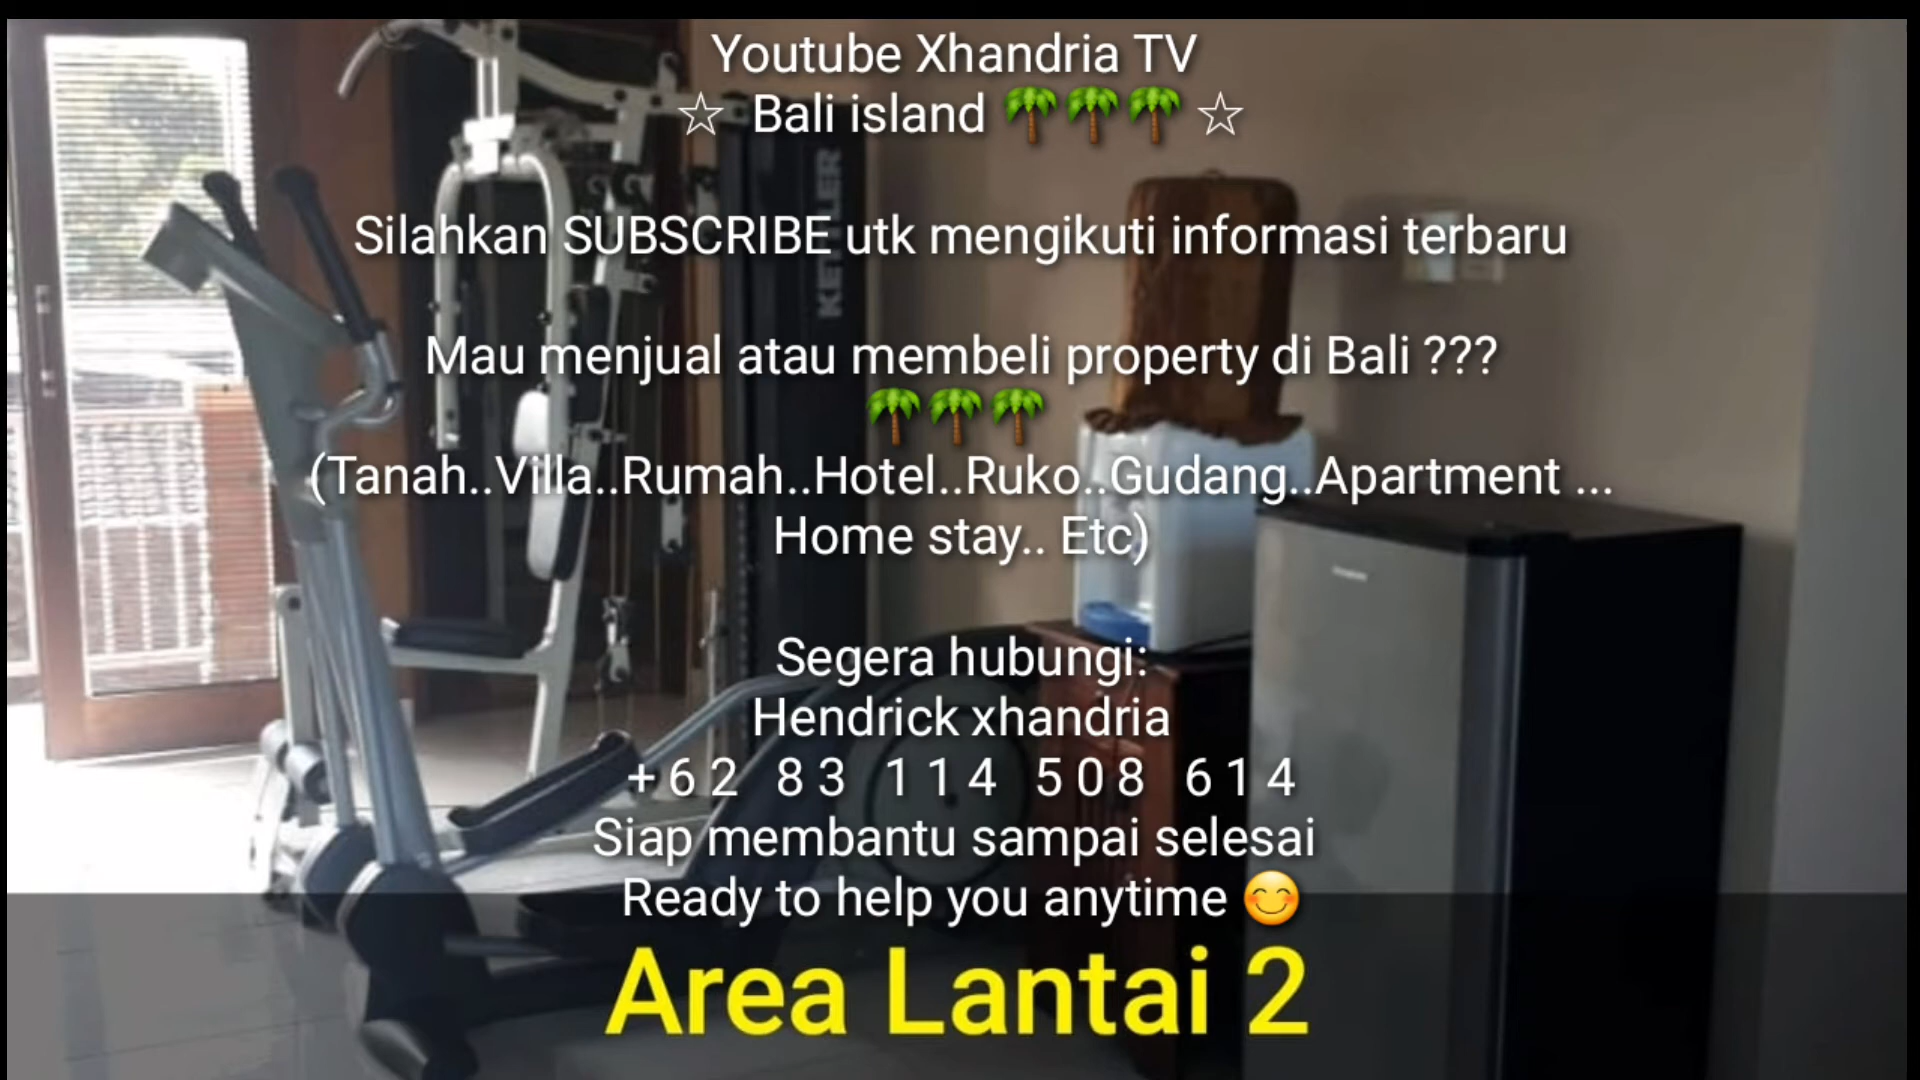 Youtube Xhandria TV
☆ Bali island 🌴🌴🌴 ☆
Silahkan SUBSCRIBE utk mengikuti informasi terbaru
Mau menjual atau membeli property di Bali ???
🌴🌴🌴
(Tanah..Villa..Rumah..Hotel..Ruko..Gudang..Apartment ...
Home stay.. Etc)
Segera hubungi:
Hendrick xhandria
+62 83 114 508 614
Siap membantu sampai selesai
Ready to help you anytime 😊
Area Lantai 2
KETTLER